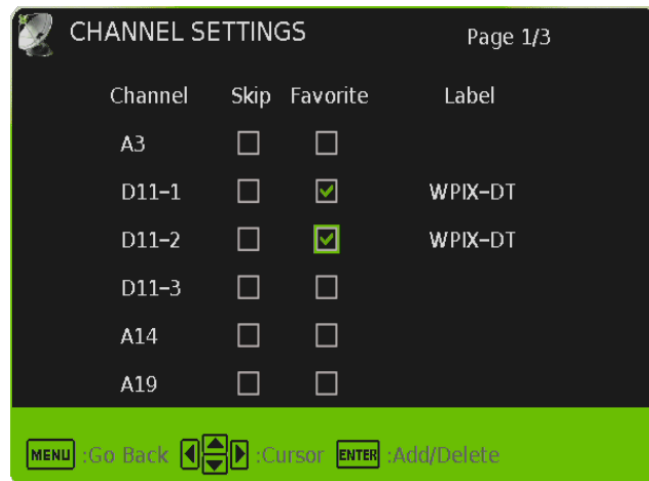 CHANNEL SETTINGS Page 1/3
Channel Skip Favorite Label
A3
D11-1 WPIX-DT
D11-2 WPIX-DT
D11-3
A14
A19
MENU :Go Back :Cursor ENTER :Add/Delete